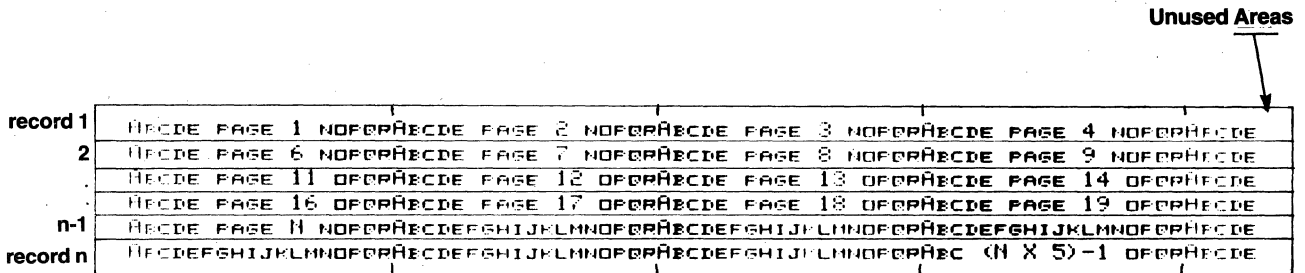 Unused Areas
record 1 ABCDE PAGE 1 NOPQRABCDE PAGE 2 NOPQRABCDE PAGE 3 NOPQRABCDE PAGE 4 NOPQRABCDE
2 ABCDE PAGE 6 NOPQRABCDE PAGE 7 NOPQRABCDE PAGE 8 NOPQRABCDE PAGE 9 NOPQRABCDE
. ABCDE PAGE 11 OPQRABCDE PAGE 12 OPQRABCDE PAGE 13 OPQRABCDE PAGE 14 OPQRABCDE
. ABCDE PAGE 16 OPQRABCDE PAGE 17 OPQRABCDE PAGE 18 OPQRABCDE PAGE 19 OPQRABCDE
n-1 ABCDE PAGE N NOPQRABCDEFGHIJKLMNOPQRABCDEFGHIJKLMNOPQRABCDEFGHIJKLMNOPQRABCDE
record n ABCDEFGHIJKLMNOPQRABCDEFGHIJKLMNOPQRABCDEFGHIJKLMNOPQRABC (N X 5)-1 OPQRABCDE